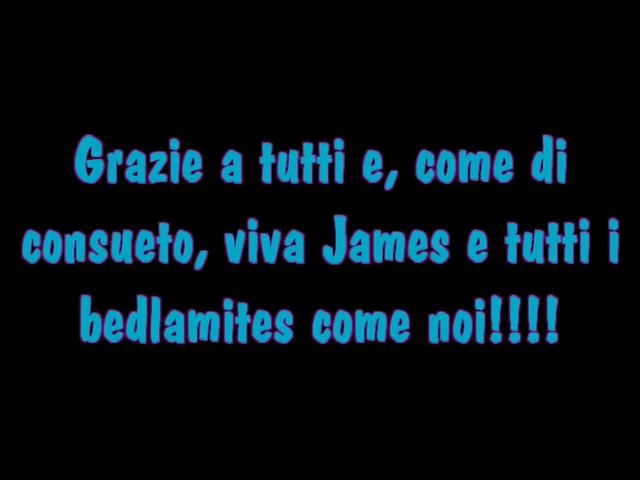 Grazie a tutti e, come di
consueto, viva James e tutti i
bedlamites come noi!!!!